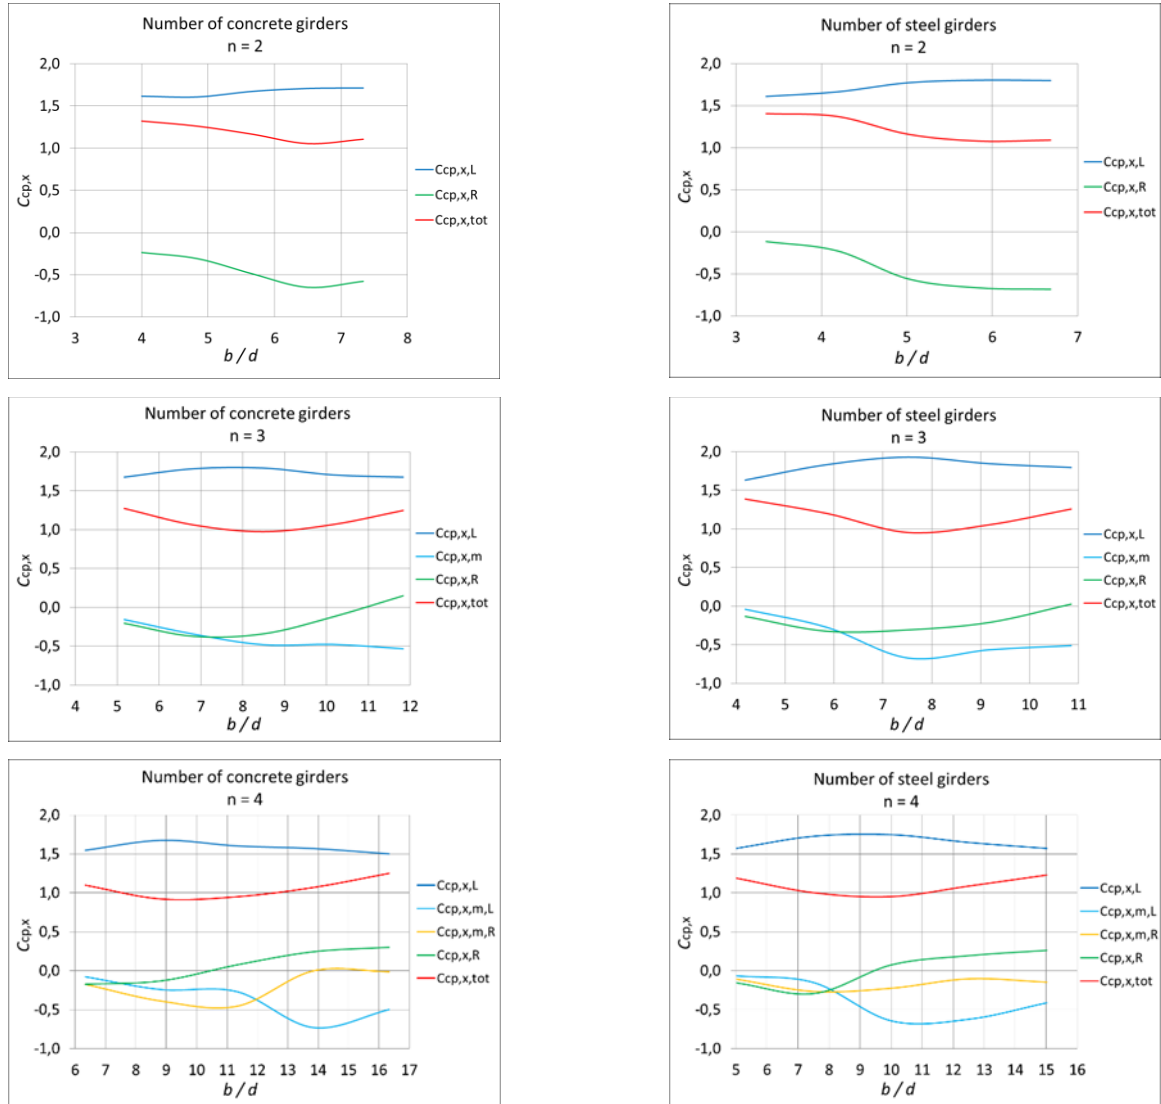 Number of concrete girders
n = 2
2,0
1,5
1,0
0,5
0,0
-0,5
-1,0
Ccp,x
3 4 5 6 7 8
b / d
Ccp,x,L
Ccp,x,R
Ccp,x,tot
Number of steel girders
n = 2
2,0
1,5
1,0
0,5
0,0
-0,5
-1,0
Ccp,x
3 4 5 6 7
b / d
Ccp,x,L
Ccp,x,R
Ccp,x,tot
Number of concrete girders
n = 3
2,0
1,5
1,0
0,5
0,0
-0,5
-1,0
Ccp,x
4 5 6 7 8 9 10 11 12
b / d
Ccp,x,L
Ccp,x,m
Ccp,x,R
Ccp,x,tot
Number of steel girders
n = 3
2,0
1,5
1,0
0,5
0,0
-0,5
-1,0
Ccp,x
4 5 6 7 8 9 10 11
b / d
Ccp,x,L
Ccp,x,m
Ccp,x,R
Ccp,x,tot
Number of concrete girders
n = 4
2,0
1,5
1,0
0,5
0,0
-0,5
-1,0
Ccp,x
6 7 8 9 10 11 12 13 14 15 16 17
b / d
Ccp,x,L
Ccp,x,m,L
Ccp,x,m,R
Ccp,x,R
Ccp,x,tot
Number of steel girders
n = 4
2,0
1,5
1,0
0,5
0,0
-0,5
-1,0
Ccp,x
5 6 7 8 9 10 11 12 13 14 15 16
b / d
Ccp,x,L
Ccp,x,m,L
Ccp,x,m,R
Ccp,x,R
Ccp,x,tot